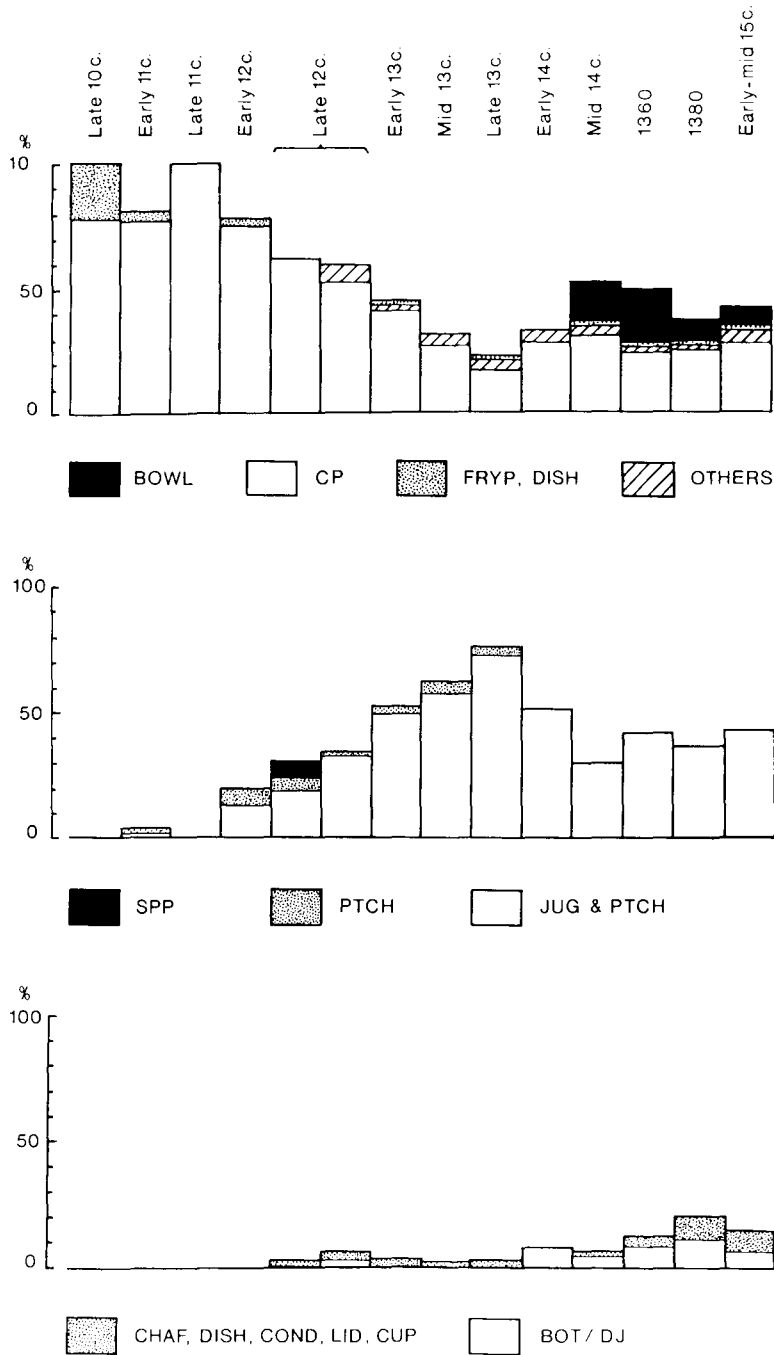 Late 10c.
Early 11c.
Late 11c.
Early 12c.
Late 12c.
Early 13c.
Mid 13c.
Late 13c.
Early 14c.
Mid 14c.
1360
1380
Early-mid 15c.
%
10
50
0
BOWL CP FRYP, DISH OTHERS
%
100
50
0
SPP PTCH JUG & PTCH
%
100
50
0
CHAF, DISH, COND, LID, CUP BOT/ DJ